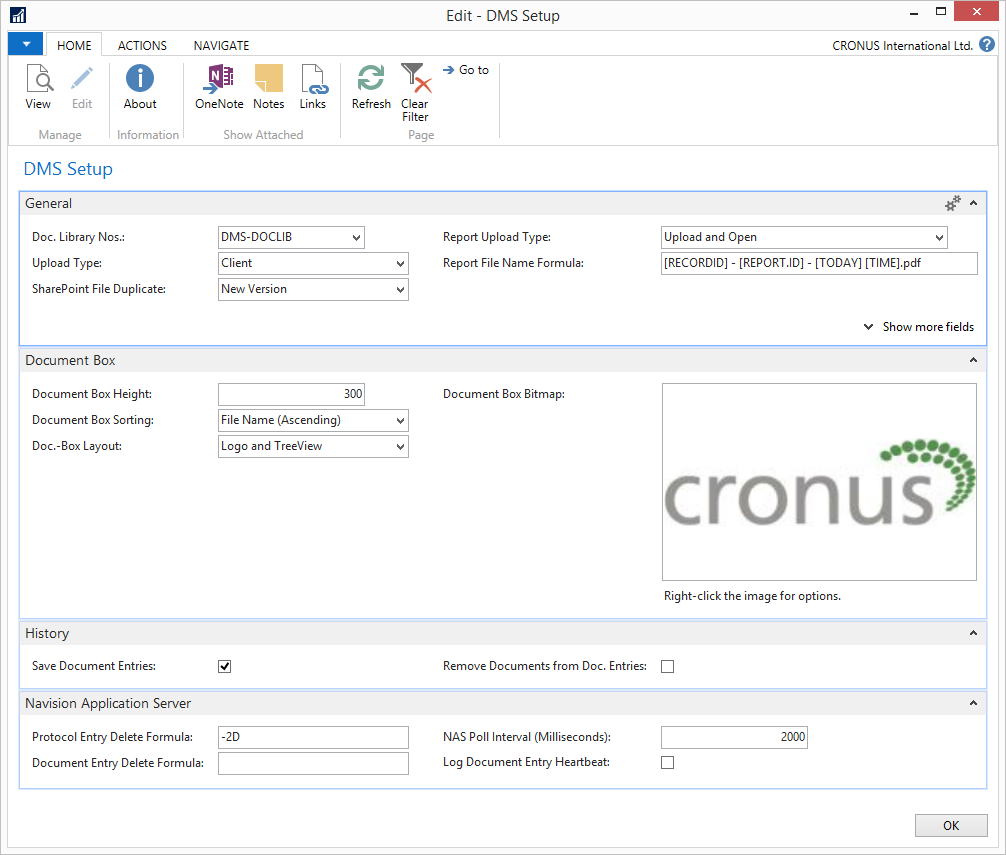 Edit - DMS Setup
HOME ACTIONS NAVIGATE CRONUS International Ltd. ?
View Edit About OneNote Notes Links Refresh Clear Filter Go to
Manage Information Show Attached Page
DMS Setup
General
Doc. Library Nos.: DMS-DOCLIB Report Upload Type: Upload and Open
Upload Type: Client Report File Name Formula: [RECORDID] - [REPORT.ID] - [TODAY] [TIME].pdf
SharePoint File Duplicate: New Version
Show more fields
Document Box
Document Box Height: 300 Document Box Bitmap:
Document Box Sorting: File Name (Ascending)
Doc.-Box Layout: Logo and TreeView
cronus
Right-click the image for options.
History
Save Document Entries: Remove Documents from Doc. Entries:
Navision Application Server
Protocol Entry Delete Formula: -2D NAS Poll Interval (Milliseconds): 2000
Document Entry Delete Formula: Log Document Entry Heartbeat:
OK